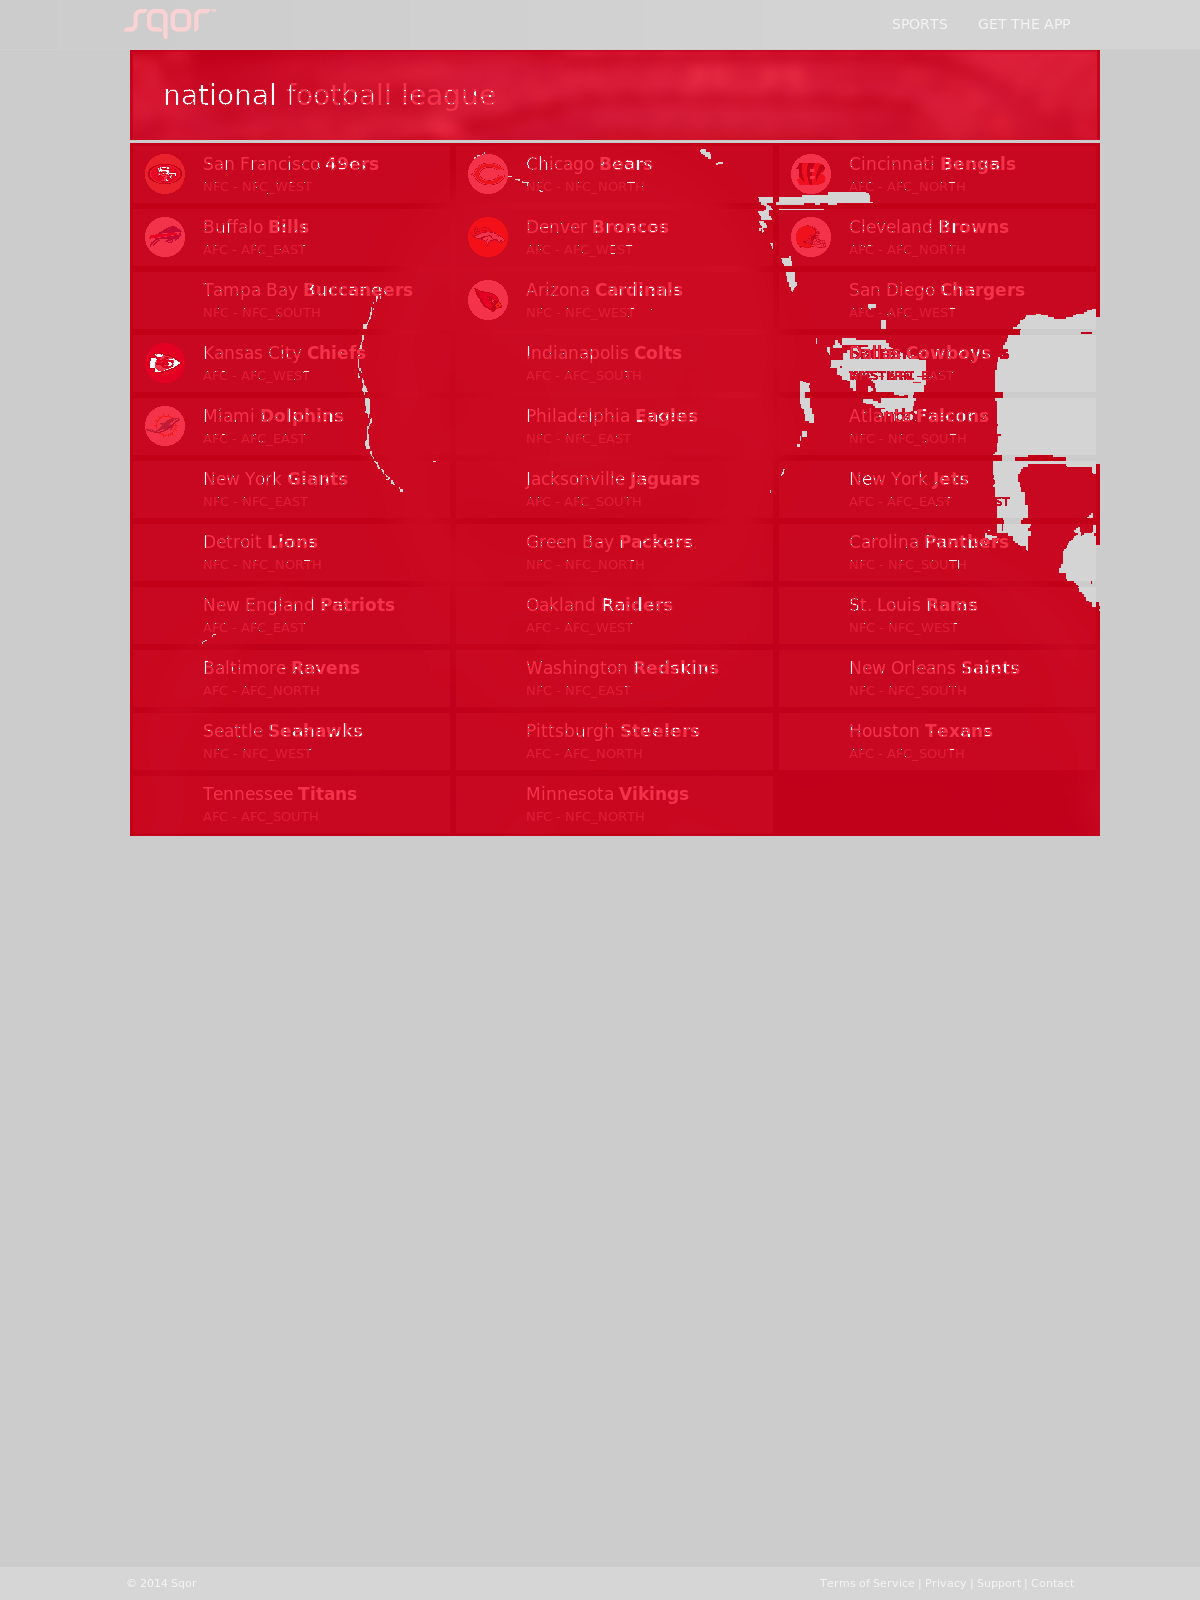 sqor
SPORTS GET THE APP
national football league
San Francisco 49ers
NFC - NFC_WEST
Chicago Bears
NFC - NFC_NORTH
Cincinnati Bengals
AFC - AFC_NORTH
Buffalo Bills
AFC - AFC_EAST
Denver Broncos
AFC - AFC_WEST
Cleveland Browns
AFC - AFC_NORTH
Tampa Bay Buccaneers
NFC - NFC_SOUTH
Arizona Cardinals
NFC - NFC_WEST
San Diego Chargers
AFC - AFC_WEST
Kansas City Chiefs
AFC - AFC_WEST
Indianapolis Colts
AFC - AFC_SOUTH
Cowboys
Miami Dolphins
AFC - AFC_EAST
Philadelphia Eagles
NFC - NFC_EAST
Atlanta Falcons
NFC - NFC_SOUTH
New York Giants
NFC - NFC_EAST
Jacksonville Jaguars
AFC - AFC_SOUTH
New York Jets
AFC - AFC_EAST
Detroit Lions
NFC - NFC_NORTH
Green Bay Packers
NFC - NFC_NORTH
Carolina Panthers
NFC - NFC_SOUTH
New England Patriots
AFC - AFC_EAST
Oakland Raiders
AFC - AFC_WEST
St. Louis Rams
NFC - NFC_WEST
Baltimore Ravens
AFC - AFC_NORTH
Washington Redskins
NFC - NFC_EAST
New Orleans Saints
NFC - NFC_SOUTH
Seattle Seahawks
NFC - NFC_WEST
Pittsburgh Steelers
AFC - AFC_NORTH
Houston Texans
AFC - AFC_SOUTH
Tennessee Titans
AFC - AFC_SOUTH
Minnesota Vikings
NFC - NFC_NORTH
© 2014 Sqor
Terms of Service | Privacy | Support | Contact